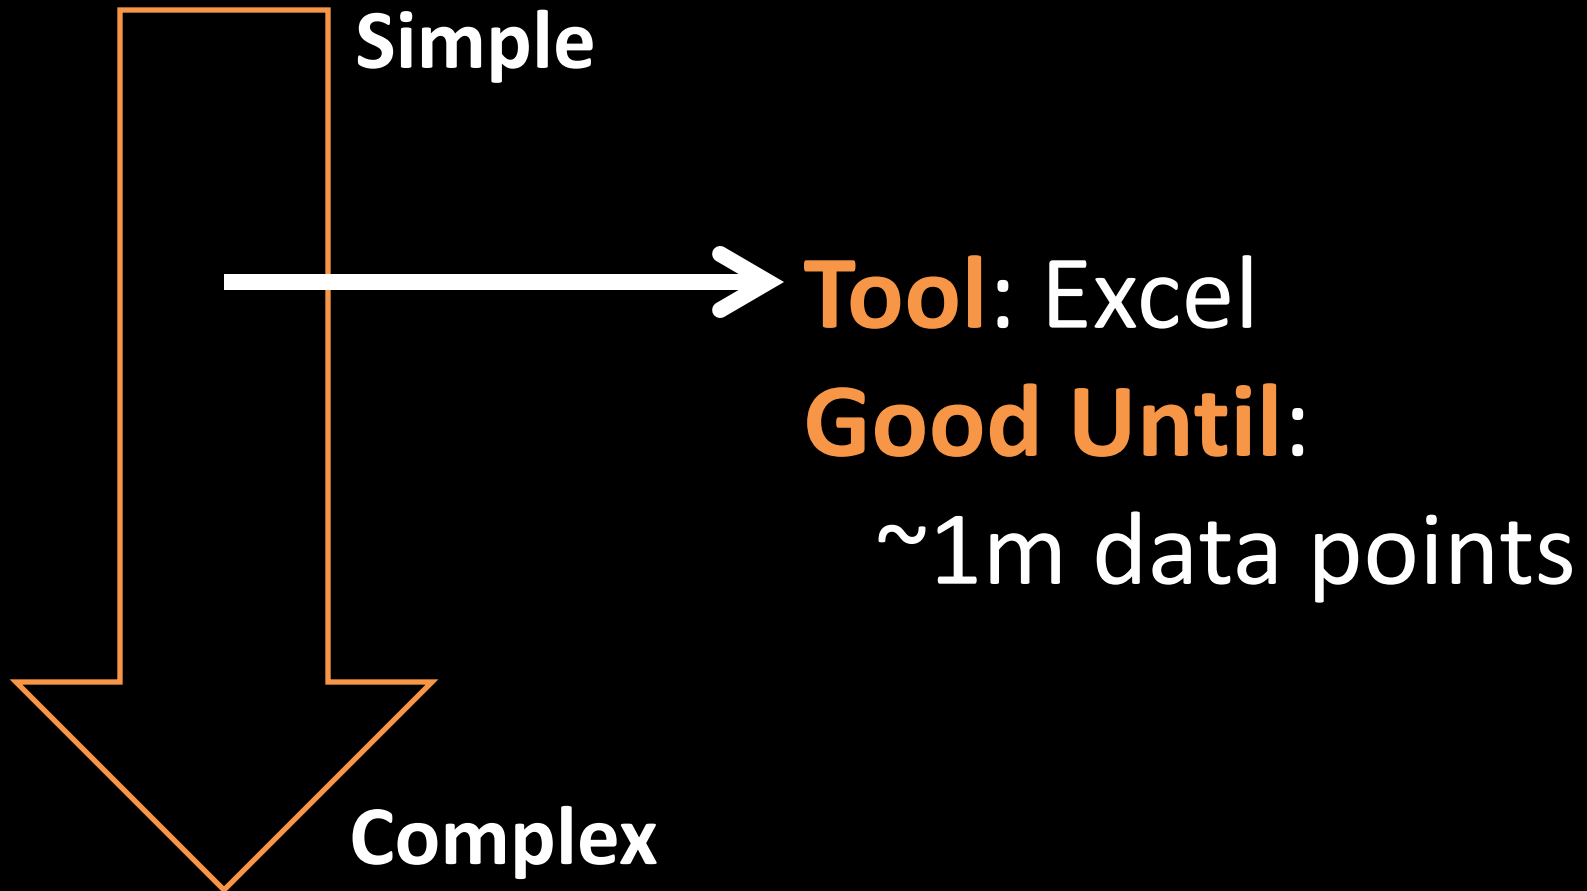 Simple
Tool: Excel
Good Until:
~1m data points
Complex